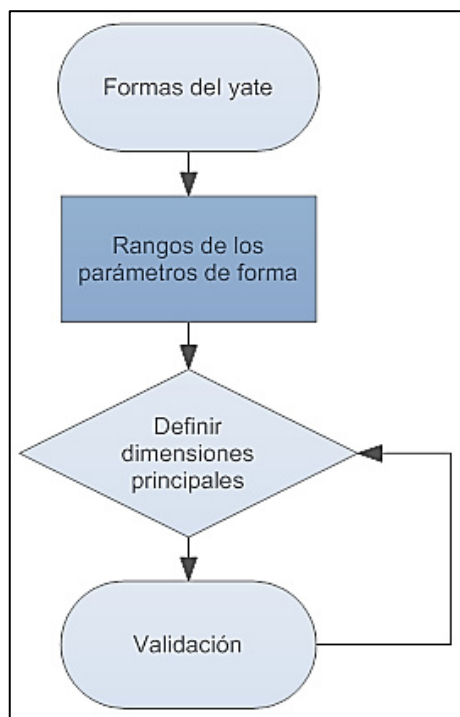 Formas del yate
Rangos de los
parámetros de forma
Definir
dimensiones
principales
Validación